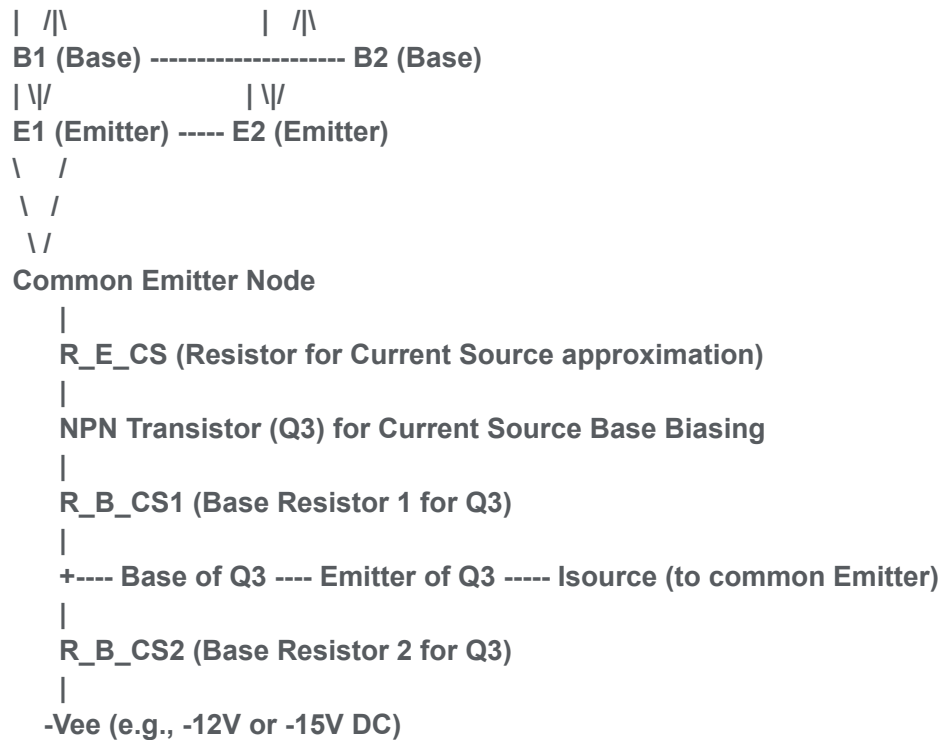 |   /|\                    |   /|\
B1 (Base) --------------------- B2 (Base)
| \|/                    | \|/
E1 (Emitter) ----- E2 (Emitter)
\     /
 \   /
  \ /
Common Emitter Node
     |
     R_E_CS (Resistor for Current Source approximation)
     |
     NPN Transistor (Q3) for Current Source Base Biasing
     |
     R_B_CS1 (Base Resistor 1 for Q3)
     |
     +---- Base of Q3 ---- Emitter of Q3 ----- Isource (to common Emitter)
     |
     R_B_CS2 (Base Resistor 2 for Q3)
     |
   -Vee (e.g., -12V or -15V DC)